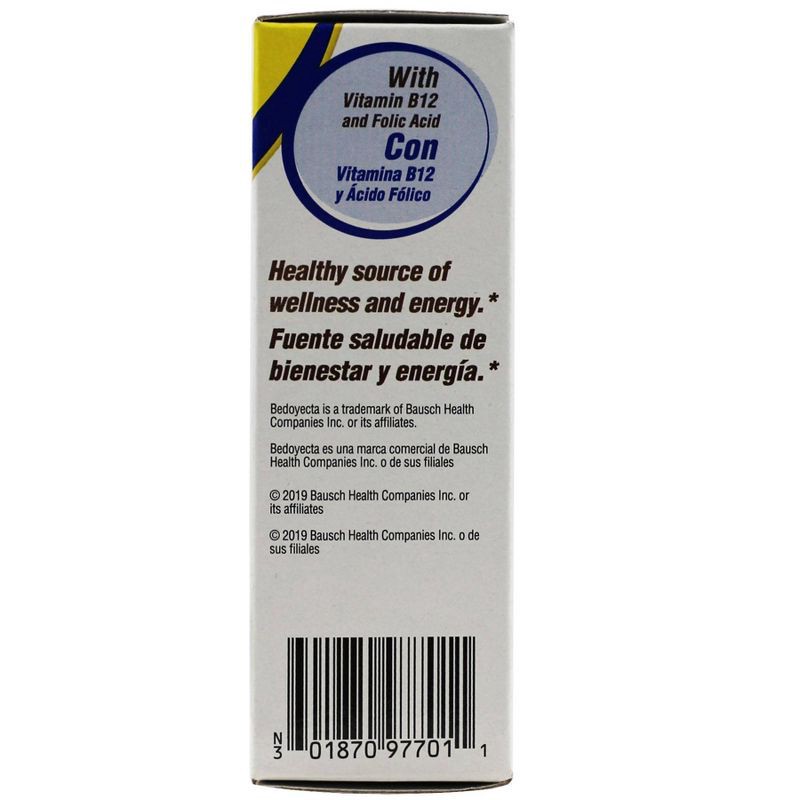 With
Vitamin B12
and Folic Acid
Con
Vitamina B12
y Ácido Fólico
Healthy source of
wellness and energy.*
Fuente saludable de
bienestar y energía.*
Bedoyecta is a trademark of Bausch Health
Companies Inc. or its affiliates.
Bedoyecta es una marca comercial de Bausch
Health Companies Inc. o de sus filiales
© 2019 Bausch Health Companies Inc. or
its affiliates
© 2019 Bausch Health Companies Inc. o de
sus filiales
N
3 01870 97701 1